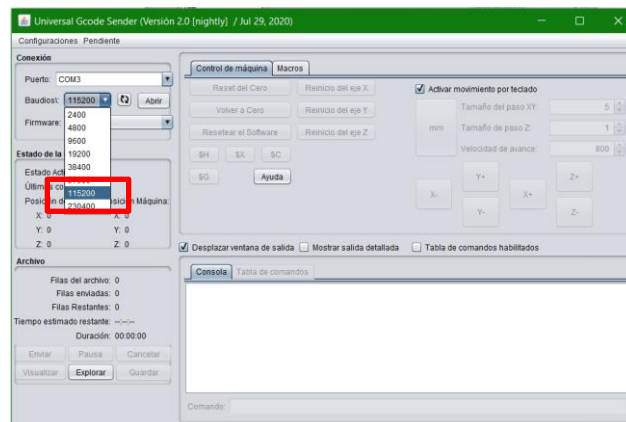 Universal Gcode Sender (Versión 2.0 [nightly] / Jul 29, 2020)
Configuraciones Pendiente
Conexión
Puerto: COM3
Baudiost: 115200 Abrir
Firmware:
2400
4800
9600
19200
38400
115200
230400
Estado de la
Estado Act
X: 0 X: 0
Y: 0 Y: 0
Z: 0 Z: 0
Archivo
Filas del archivo: 0
Filas enviadas: 0
Filas Restantes: 0
Tiempo estimado restante: --:--:--
Duración: 00:00:00
Enviar Pausa Cancelar
Visualizar Explorar Guardar
Control de máquina Macros
Reset del Cero Reinicio del eje X
Volver a Cero Reinicio del eje Y
Resetear el Software Reinicio del eje Z
$H $X $C
$G Ayuda
Activar movimiento por teclado
Tamaño del paso XY: 5
mm Tamaño de paso Z: 1
Velocidad de avance: 800
Y+ Z+
X- X+
Y- Z-
Desplazar ventana de salida Mostrar salida detallada Tabla de comandos habilitados
Consola Tabla de comandos
Comando: